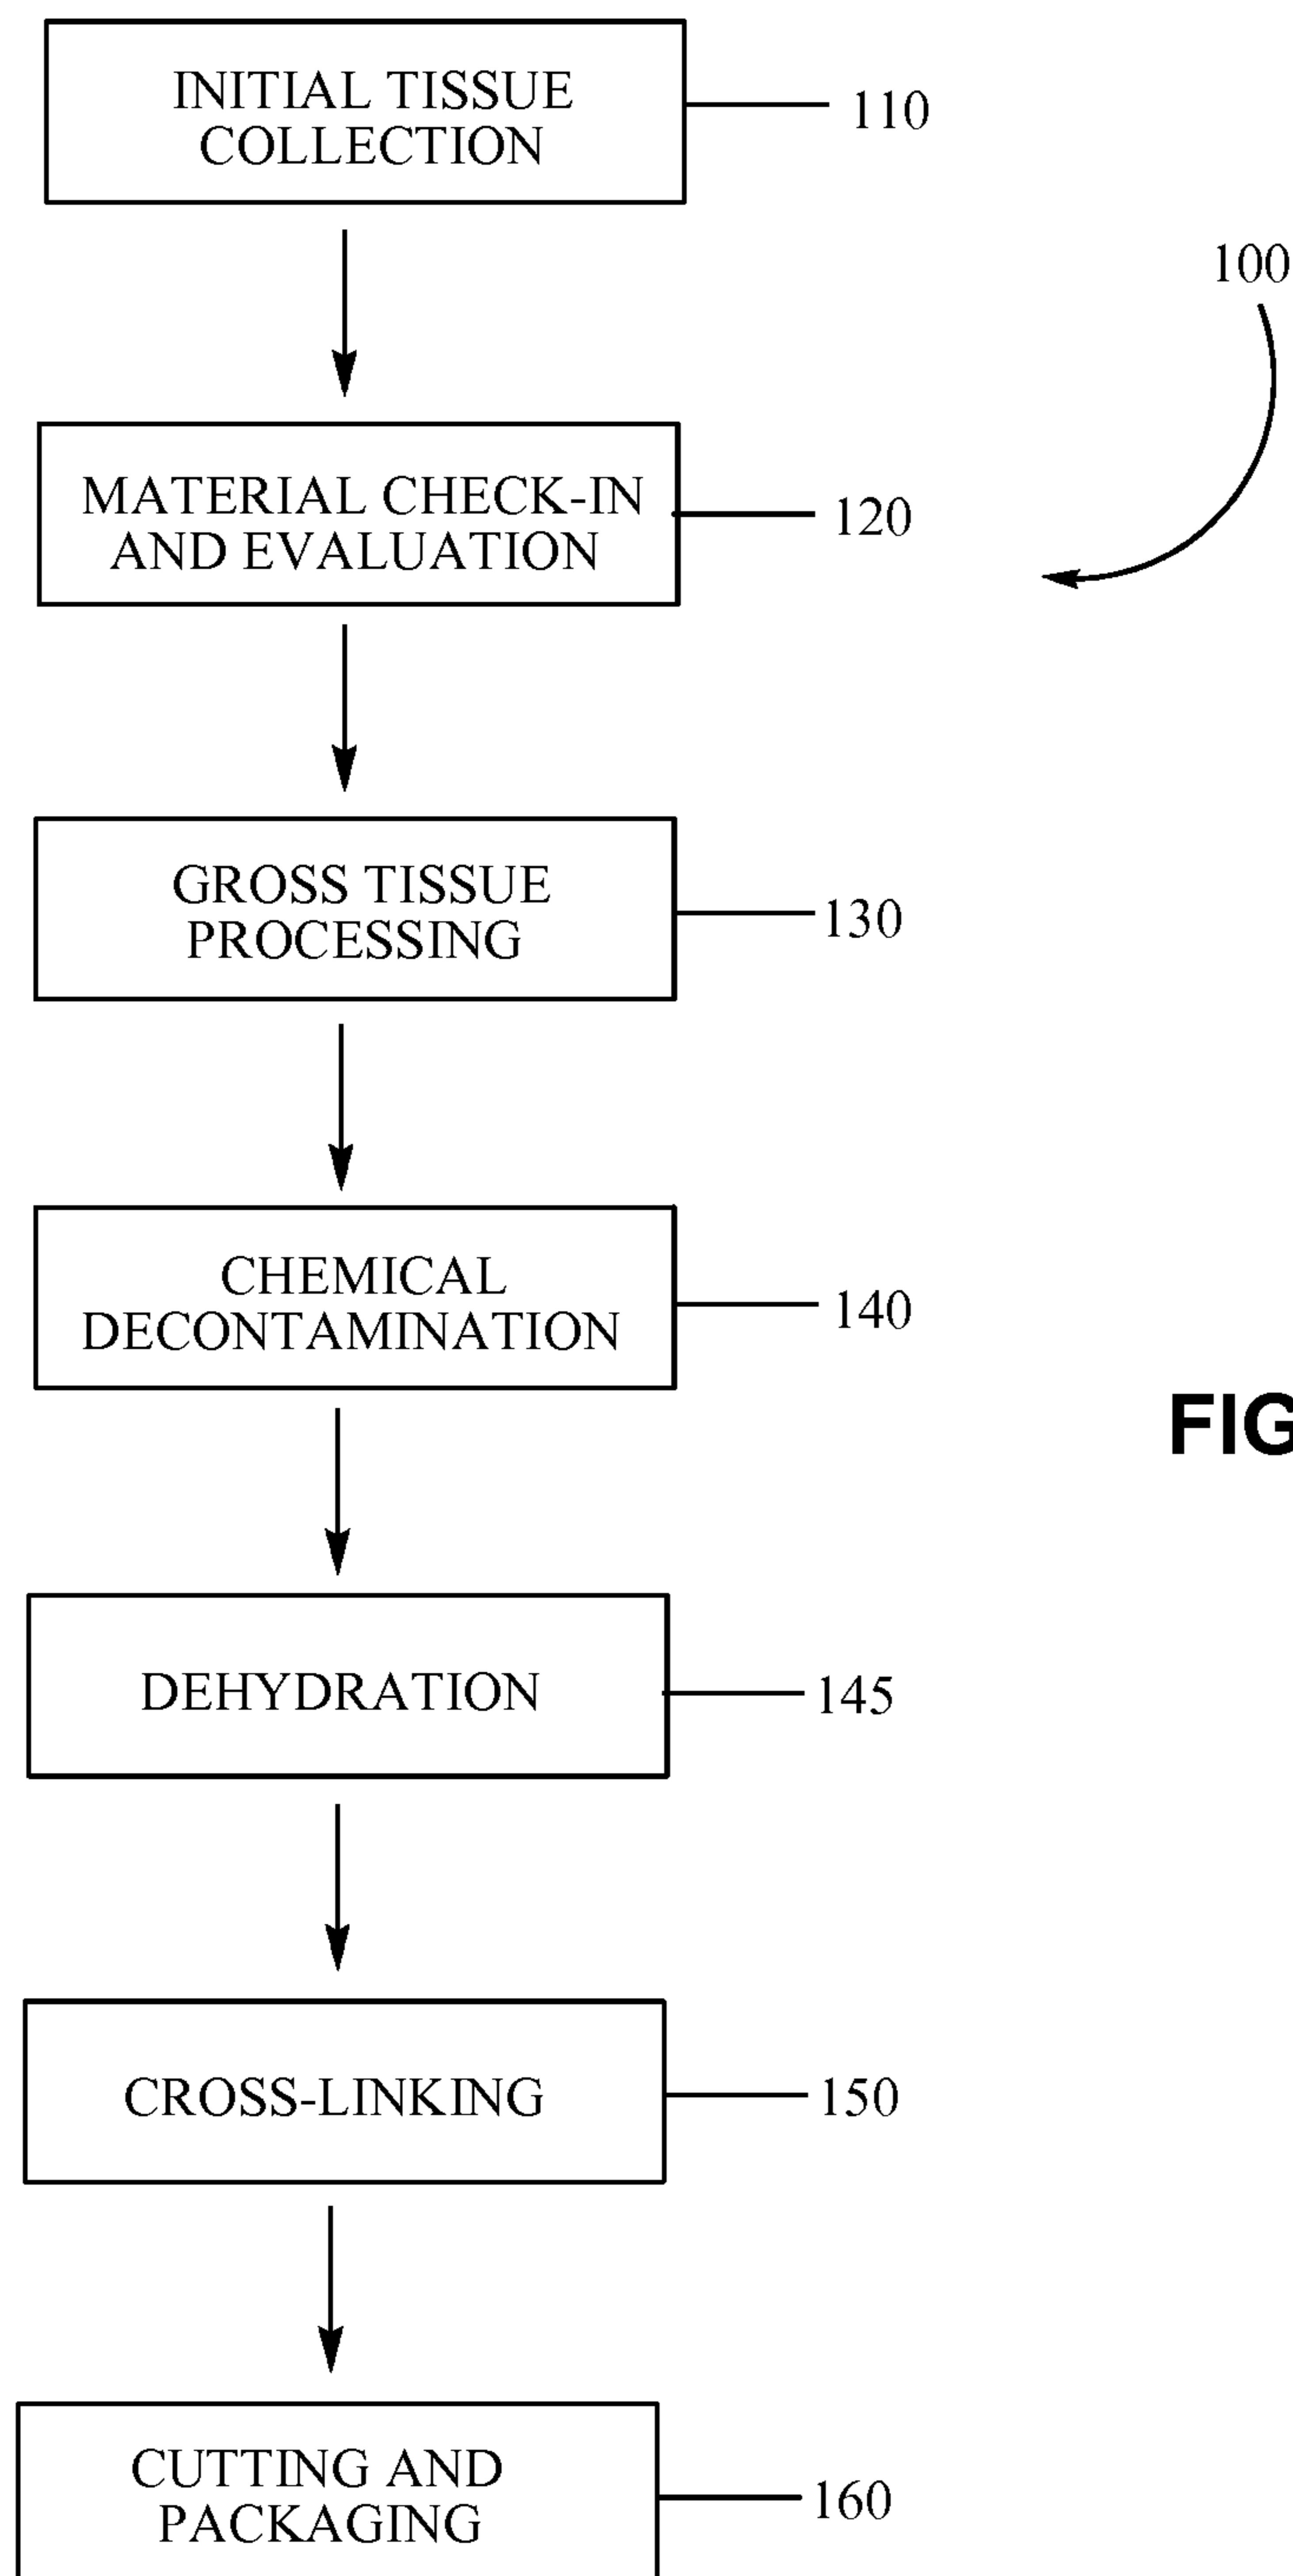 INITIAL TISSUE
COLLECTION
110
100
MATERIAL CHECK-IN
AND EVALUATION
120
GROSS TISSUE
PROCESSING
130
CHEMICAL
DECONTAMINATION
140
FIG
DEHYDRATION
145
CROSS-LINKING
150
CUTTING AND
PACKAGING
160